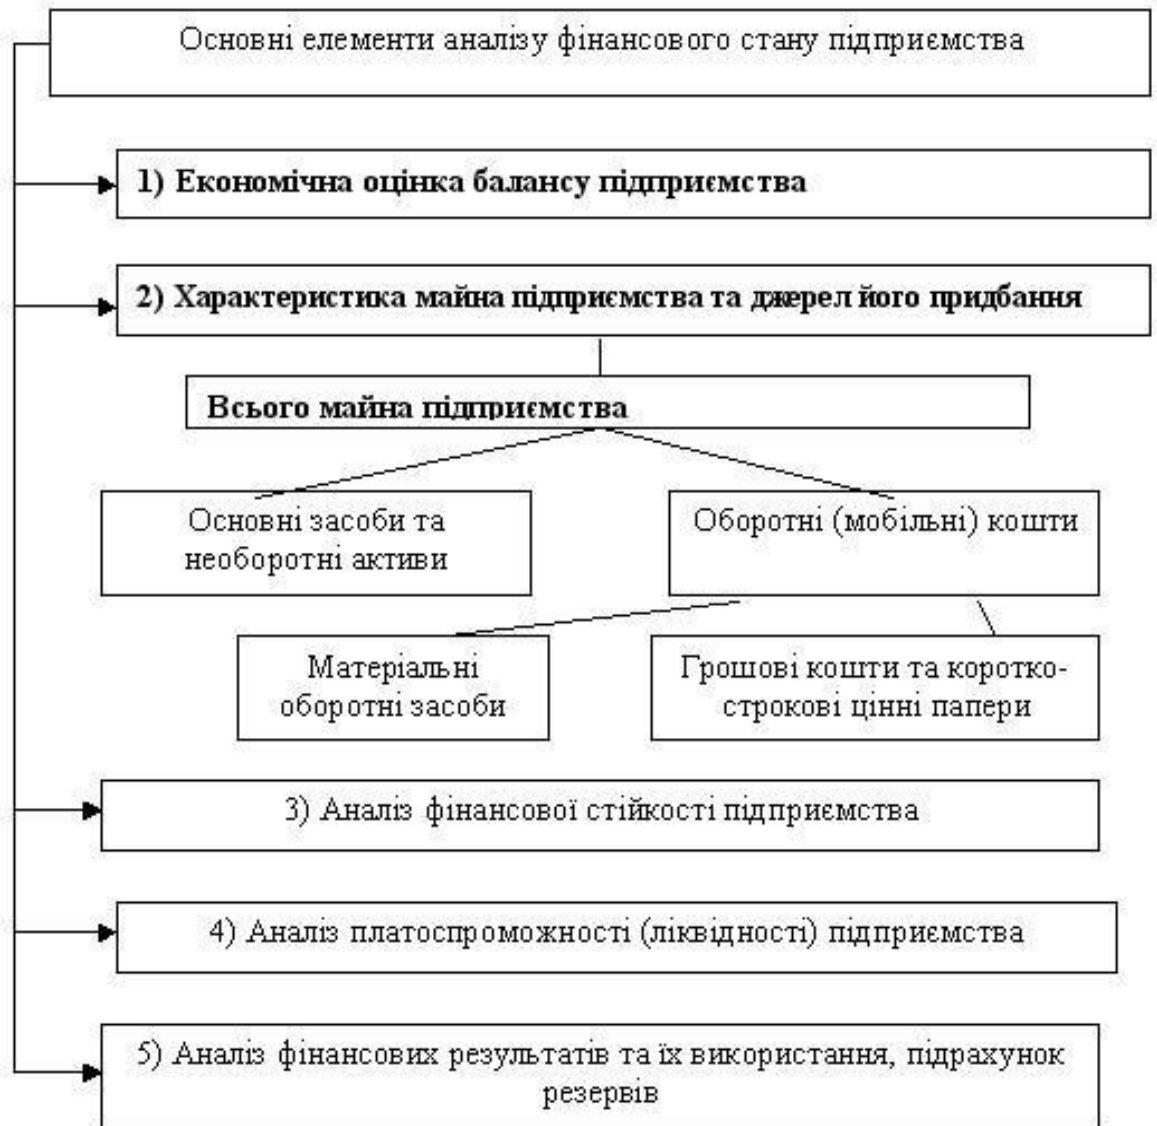 Основні елементи аналізу фінансового стану підприємства
1) Економічна оцінка балансу підприємства
2) Характеристика майна підприємства та джерел його придбання
Всього майна підприємства
Основні засоби та
необоротні активи
Оборотні (мобільні) кошти
Матеріальні
оборотні засоби
Грошові кошти та коротко-
строкові цінні папери
3) Аналіз фінансової стійкості підприємства
4) Аналіз платоспроможності (ліквідності) підприємства
5) Аналіз фінансових результатів та їх використання, підрахунок
резервів